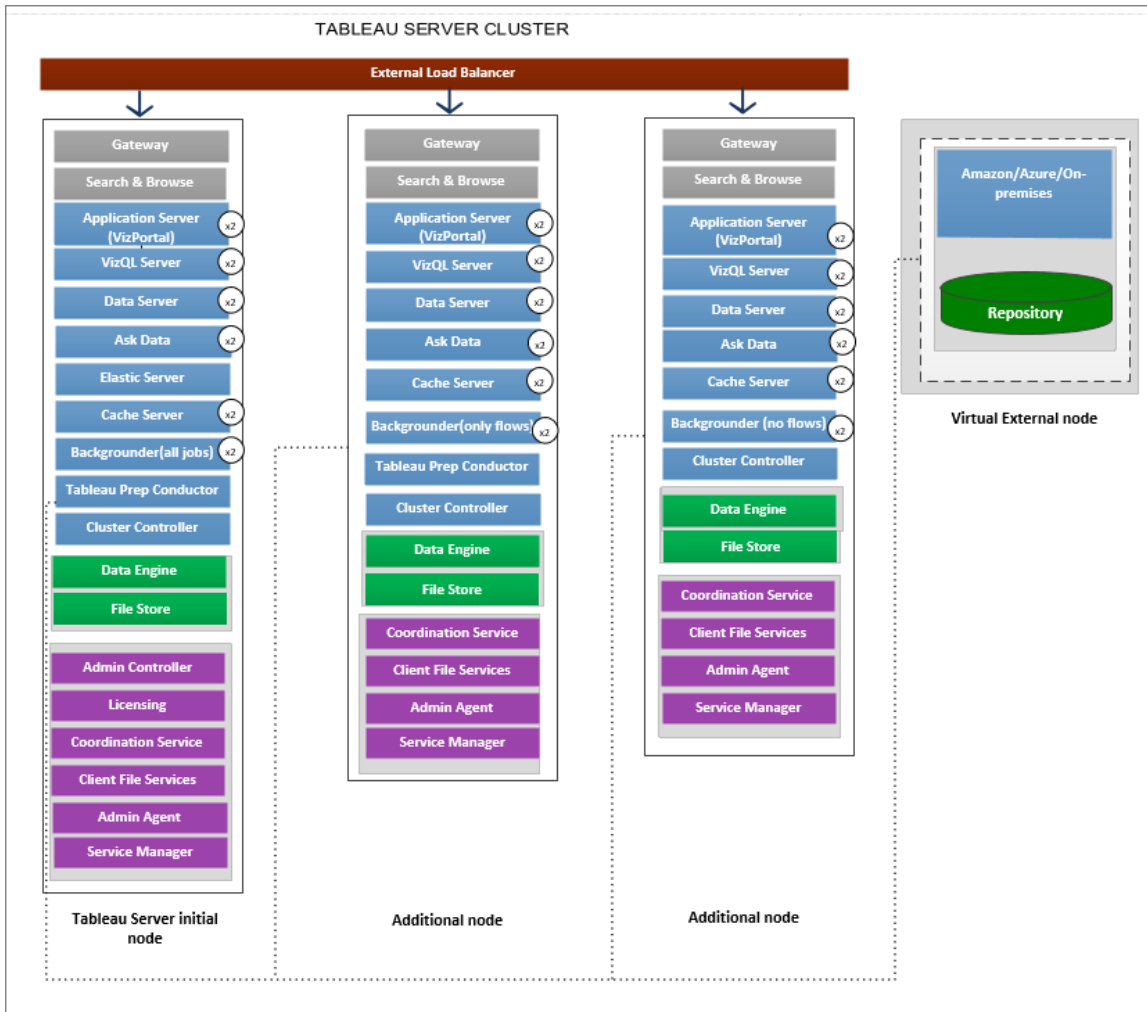 TABLEAU SERVER CLUSTER
External Load Balancer
Gateway
Search & Browse
Application Server
(VizPortal)
x2
VizQL Server
x2
Data Server
x2
Ask Data
x2
Elastic Server
Cache Server
x2
Backgrounder(all jobs)
x2
Tableau Prep Conductor
Cluster Controller
Data Engine
File Store
Admin Controller
Licensing
Coordination Service
Client File Services
Admin Agent
Service Manager
Tableau Server initial
node
Gateway
Search & Browse
Application Server
(VizPortal)
x2
VizQL Server
x2
Data Server
x2
Ask Data
x2
Cache Server
x2
Backgrounder(only flows)
x2
Tableau Prep Conductor
Cluster Controller
Data Engine
File Store
Coordination Service
Client File Services
Admin Agent
Service Manager
Additional node
Gateway
Search & Browse
Application Server
(VizPortal)
x2
VizQL Server
x2
Data Server
x2
Ask Data
x2
Cache Server
x2
Backgrounder (no flows)
x2
Cluster Controller
Data Engine
File Store
Coordination Service
Client File Services
Admin Agent
Service Manager
Additional node
Amazon/Azure/On-
premises
Repository
Virtual External node